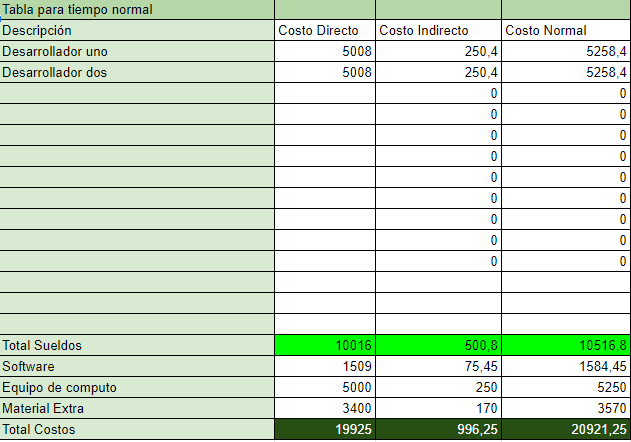 Tabla para tiempo normal
Descripción Costo Directo Costo Indirecto Costo Normal
Desarrollador uno 5008 250,4 5258,4
Desarrollador dos 5008 250,4 5258,4
0 0
0 0
0 0
0 0
0 0
0 0
0 0
0 0
0 0
Total Sueldos 10016 500,8 10516,8
Software 1509 75,45 1584,45
Equipo de computo 5000 250 5250
Material Extra 3400 170 3570
Total Costos 19925 996,25 20921,25